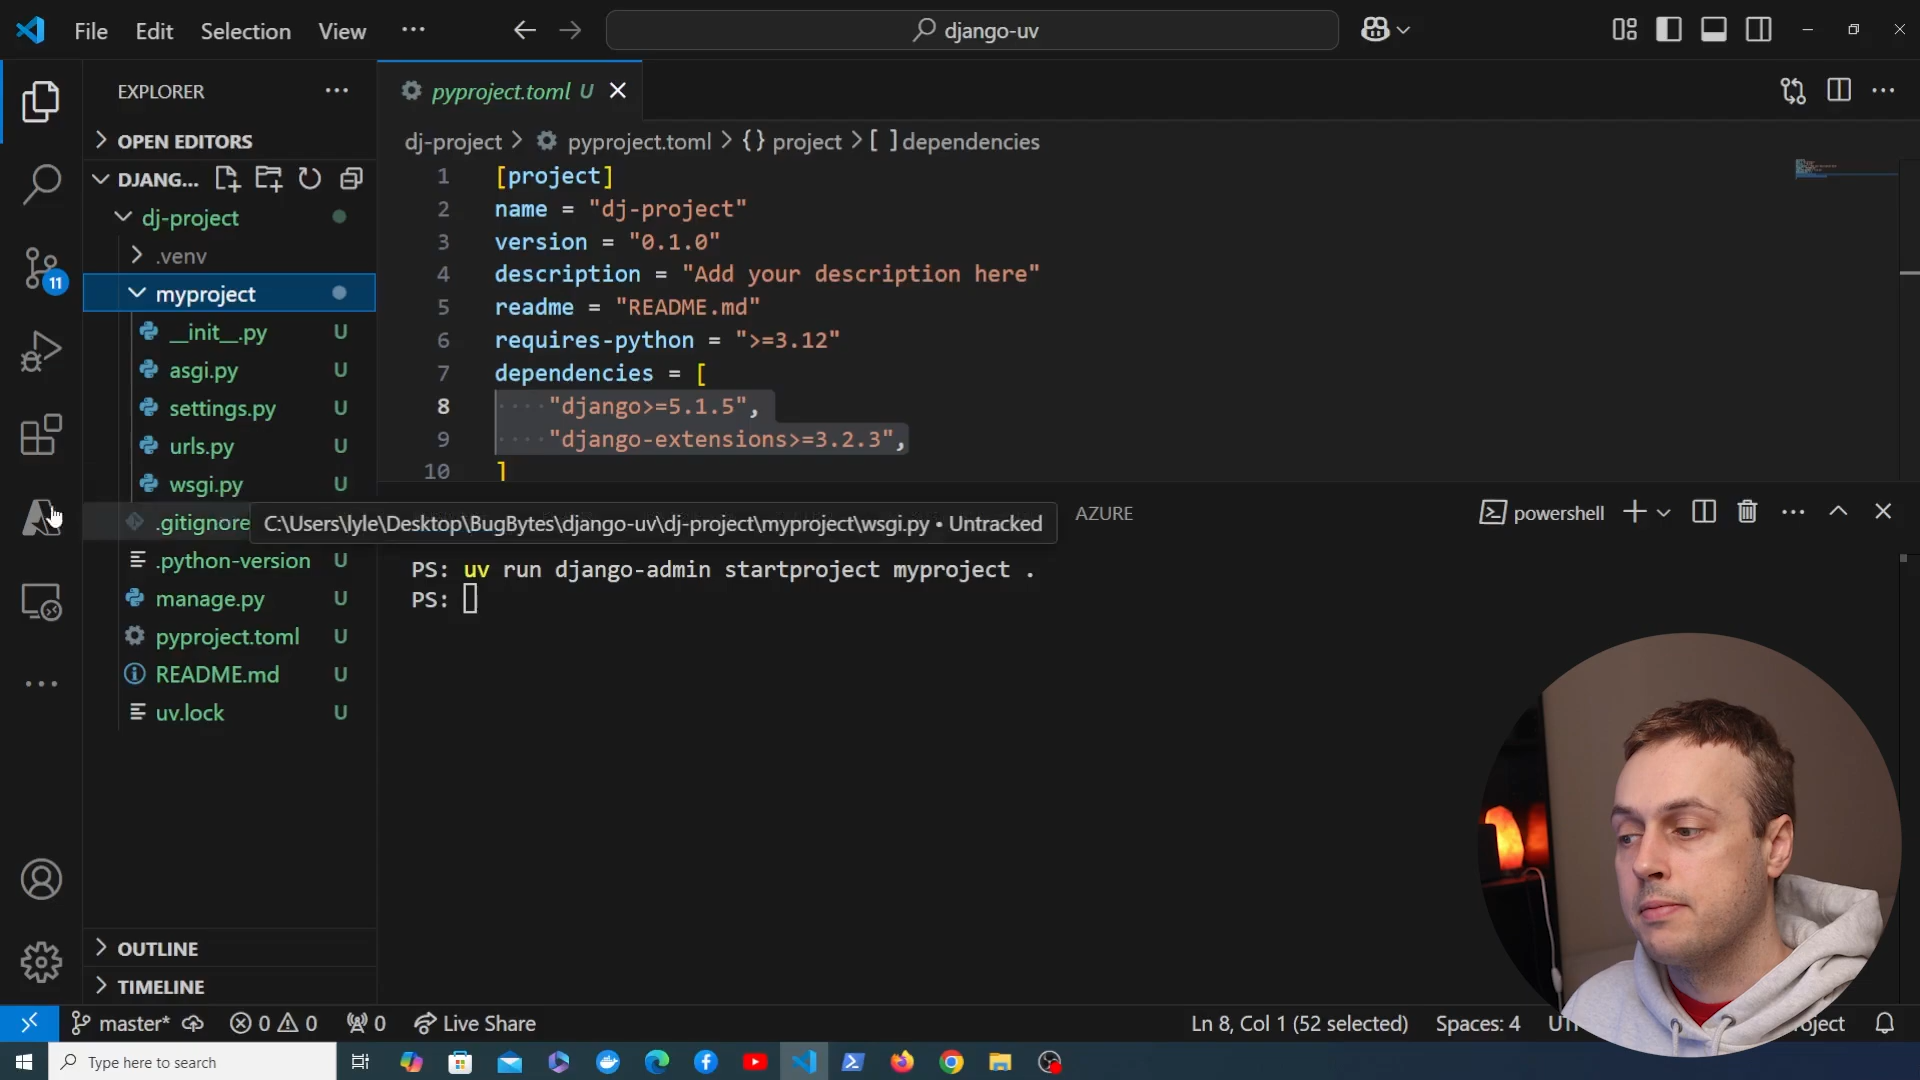 File Edit Selection View ··· django-uv
EXPLORER ···
OPEN EDITORS
DJANG...
dj-project
.venv
myproject
__init__.py U
asgi.py U
settings.py U
urls.py U
wsgi.py U
.gitignore
.python-version U
manage.py U
pyproject.toml U
README.md U
uv.lock U
OUTLINE
TIMELINE
11
pyproject.toml U
dj-project > pyproject.toml > {} project > [ ] dependencies
1 [project]
2 name = "dj-project"
3 version = "0.1.0"
4 description = "Add your description here"
5 readme = "README.md"
6 requires-python = ">=3.12"
7 dependencies = [
8 ····"django>=5.1.5",
9 ····"django-extensions>=3.2.3",
10 ]
C:\Users\lyle\Desktop\BugBytes\django-uv\dj-project\myproject\wsgi.py • Untracked
AZURE
powershell
PS: uv run django-admin startproject myproject .
PS:
master* 0 0 0 Live Share Ln 8, Col 1 (52 selected) Spaces: 4
Type here to search